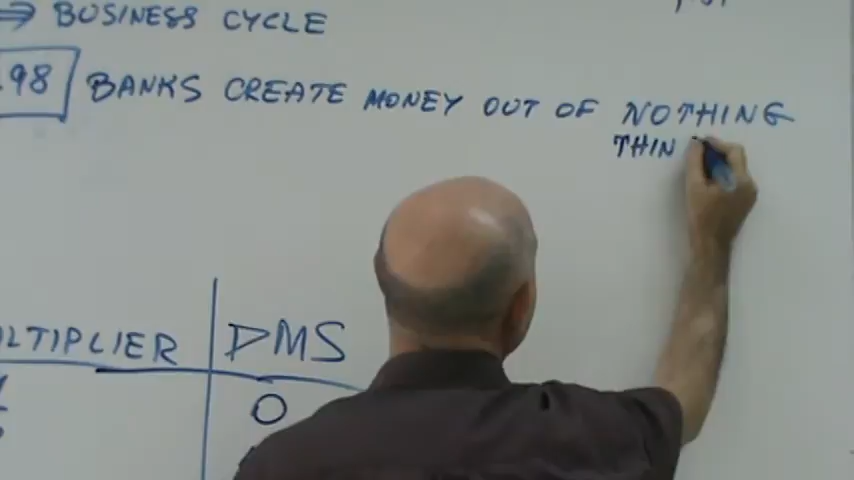 ⇒ BUSINESS CYCLE
.98 BANKS CREATE MONEY OUT OF NOTHING
THIN
LTIPLIER DMS
0